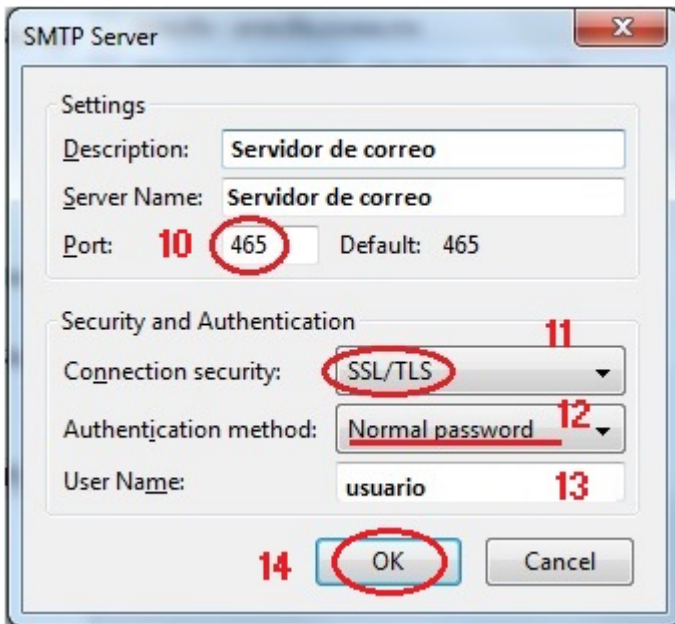 SMTP Server
Settings
Description: Servidor de correo
Server Name: Servidor de correo
Port: 10 465 Default: 465
Security and Authentication
11
Connection security: SSL/TLS
Authentication method: Normal password 12
User Name: usuario 13
14 OK Cancel